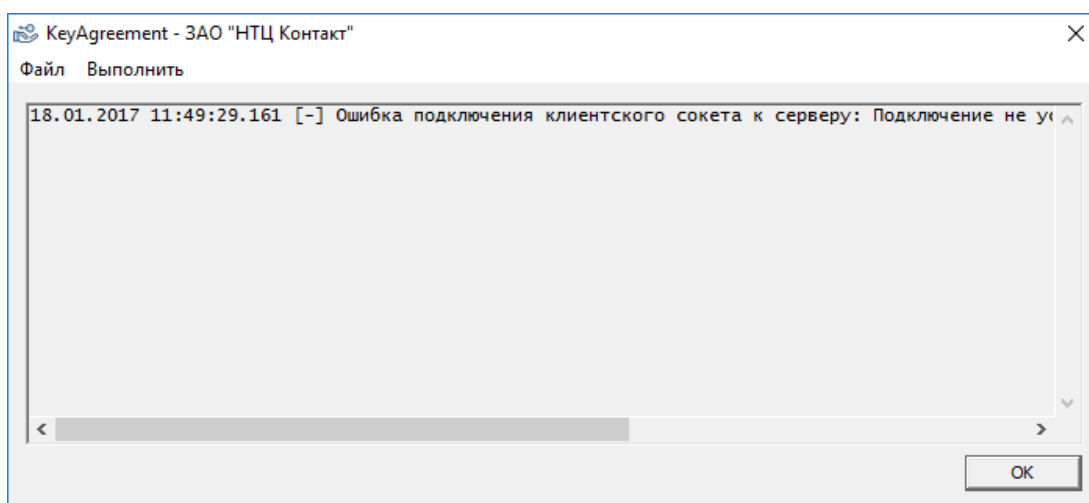 KeyAgreement - ЗАО "НТЦ Контакт"
Файл Выполнить
18.01.2017 11:49:29.161 [-] Ошибка подключения клиентского сокета к серверу: Подключение не
OK